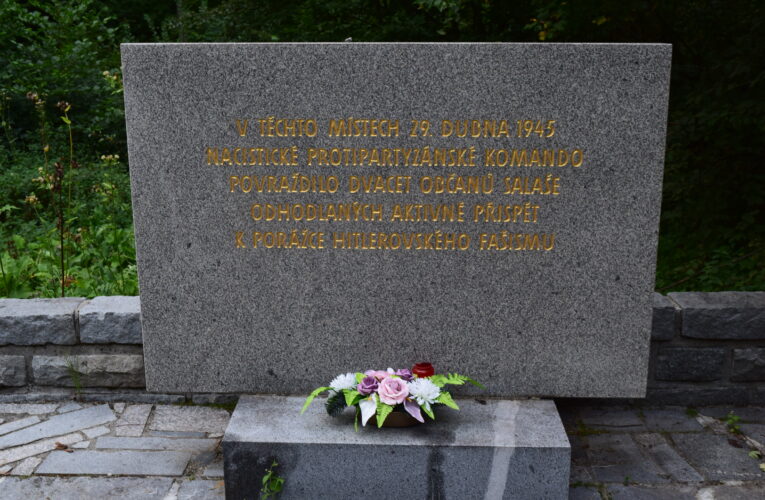 V TĚCHTO MÍSTECH 29. DUBNA 1945
NACISTICKÉ PROTIPARTYZÁNSKÉ KOMANDO
POVRAŽDILO DVACET OBČANŮ SALAŠE
ODHODLANÝCH AKTIVNĚ PŘISPĚT
K PORÁŽCE HITLEROVSKÉHO FAŠISMU